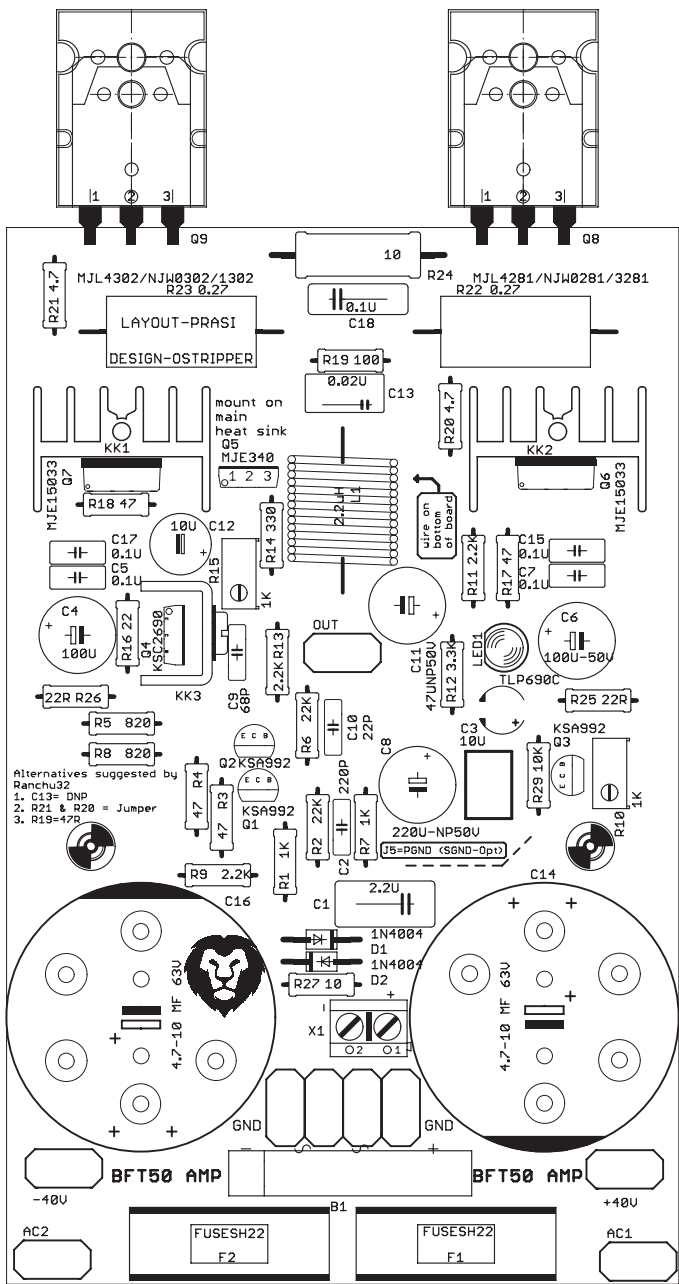 1 2 3
1 2 3
Q9
Q8
10
R24
MJL4302/NJW0302/1302
R23 0.27
MJL4281/NJW0281/3281
R22 0.27
R21 4.7
0.1U
C18
LAYOUT-PRASI
DESIGN-OSTRIPPER
R19 100
0.02U
C13
R20 4.7
mount on
main
heat sink
Q5
MJE340
1 2 3
KK1
KK2
MJE15033
Q7
Q6
MJE15033
R18 47
2.2uH
L1
wire on
bottom
of board
10U
C12
R14 330
R15
1K
C17
0.1U
C5
0.1U
R11 2.2K
R17 47
C15
0.1U
C7
0.1U
C4
100U
R16 22
Q4
KSC2690
KK3
C9
68P
OUT
2.2K R13
C11
47UNP50V
R12 3.3K
LED1
TLP690C
C6
100U-50V
22R R26
R25 22R
R5 820
R8 820
R6 22K
C10
22P
C3
10U
KSA992
Q3
E C B
R29 10K
R10
1K
E C B
Q2 KSA992
E C B
KSA992
Q1
C8
220U-NP50V
Alternatives suggested by
Ranchu32
1. C13= DNP
2. R21 & R20 = Jumper
3. R19=47R
47 R4
47 R3
R2 22K
220P
C2
R7 1K
J5=PGND (SGND-Opt)
R9 2.2K
R1 1K
C16
C1
2.2U
C14
1N4004
D1
1N4004
D2
R27 10
4.7-10 MF 63V
4.7-10 MF 63V
X1
- +
2 1
GND
GND
- +
BFT50 AMP
BFT50 AMP
-40V
+40V
B1
AC2
AC1
FUSESH22
F2
FUSESH22
F1